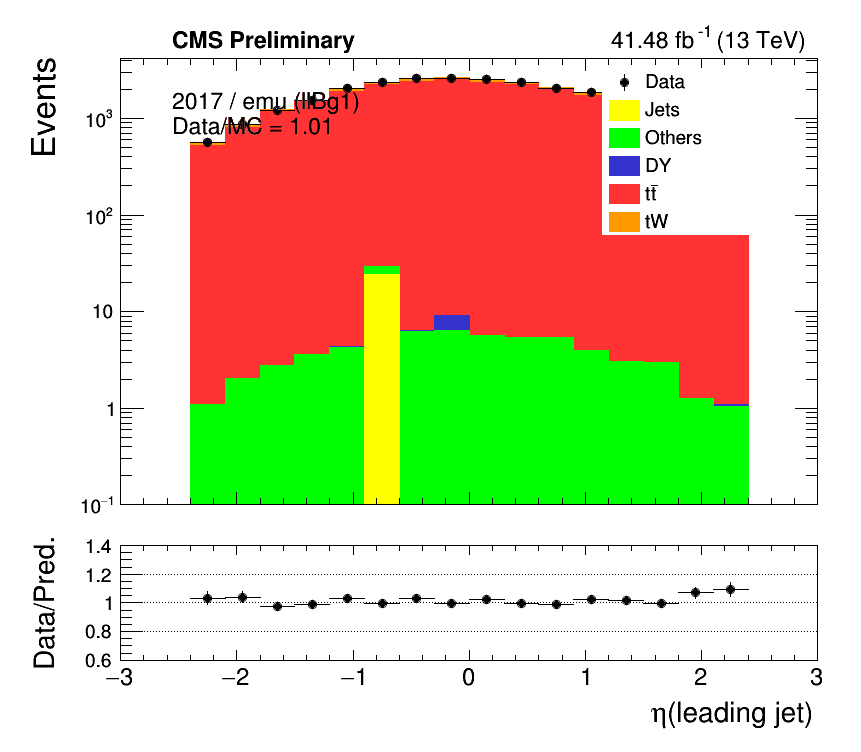 CMS Preliminary
41.48 fb⁻¹ (13 TeV)
Events
2017 / emu (llBg1)
Data/MC = 1.01
Data
Jets
Others
DY
tt̄
tW
10³
10²
10
1
10⁻¹
Data/Pred.
1.4
1.2
1
0.8
0.6
−3 −2 −1 0 1 2 3
η(leading jet)